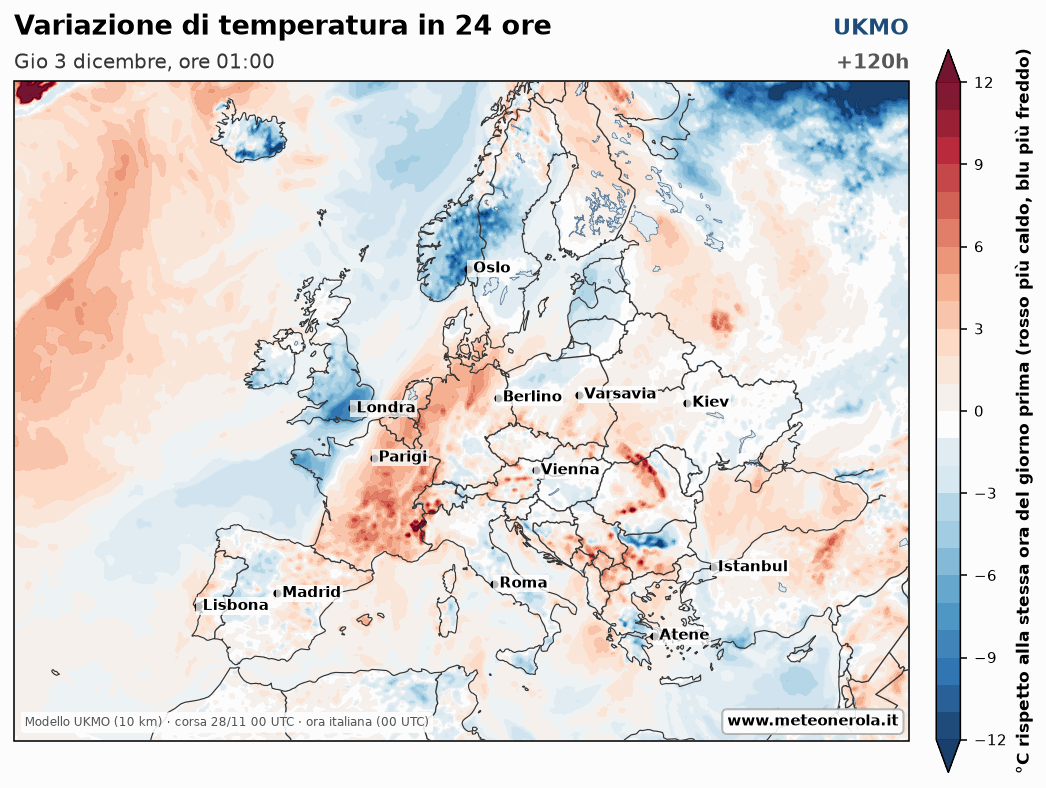 Variazione di temperatura in 24 ore
UKMO
Gio 3 dicembre, ore 01:00
+120h
12
9
6
3
0
−3
−6
−9
−12
°C rispetto alla stessa ora del giorno prima (rosso più caldo, blu più freddo)
Oslo
Londra
Berlino
Varsavia
Kiev
Parigi
Vienna
Istanbul
Roma
Madrid
Lisbona
Atene
Modello UKMO (10 km) · corsa 28/11 00 UTC · ora italiana (00 UTC)
www.meteonerola.it